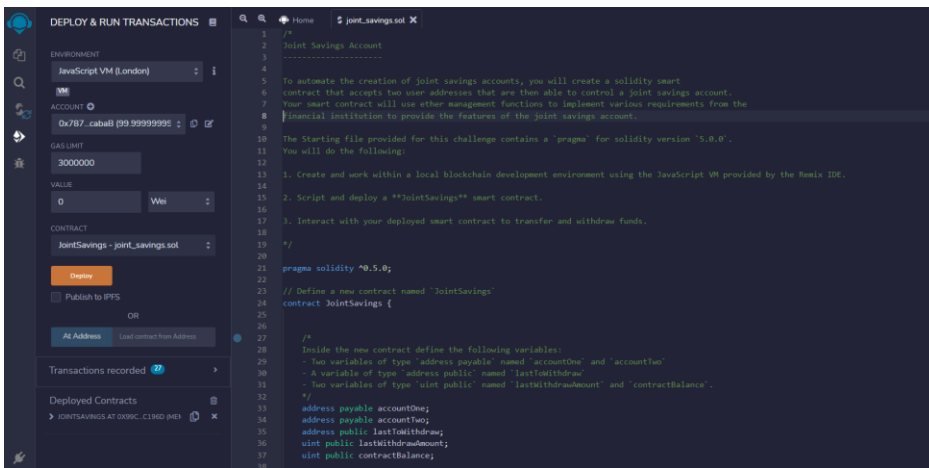 DEPLOY & RUN TRANSACTIONS
ENVIRONMENT
JavaScript VM (London)
VM
ACCOUNT
0x787...cabaB (99.99999999
GAS LIMIT
3000000
VALUE
0
Wei
CONTRACT
JointSavings - joint_savings.sol
Deploy
Publish to IPFS
OR
At Address
Load contract from Address
Transactions recorded 27
Deployed Contracts
JOINTSAVINGS AT 0X99C...C196D (MEM
Home
joint_savings.sol
1 /*
2 Joint Savings Account
3 ---------------------
4
5 To automate the creation of joint savings accounts, you will create a solidity smart
6 contract that accepts two user addresses that are then able to control a joint savings account.
7 Your smart contract will use ether management functions to implement various requirements from the
8 financial institution to provide the features of the joint savings account.
9
10 The Starting file provided for this challenge contains a `pragma` for solidity version `5.0.0`.
11 You will do the following:
12
13 1. Create and work within a local blockchain development environment using the JavaScript VM provided by the Remix IDE.
14
15 2. Script and deploy a **JointSavings** smart contract.
16
17 3. Interact with your deployed smart contract to transfer and withdraw funds.
18
19 */
20
21 pragma solidity ^0.5.0;
22
23 // Define a new contract named `JointSavings`
24 contract JointSavings {
25
26
27 /*
28 Inside the new contract define the following variables:
29 - Two variables of type `address payable` named `accountOne` and `accountTwo`
30 - A variable of type `address public` named `lastToWithdraw`
31 - Two variables of type `uint public` named `lastWithdrawAmount` and `contractBalance`.
32 */
33 address payable accountOne;
34 address payable accountTwo;
35 address public lastToWithdraw;
36 uint public lastWithdrawAmount;
37 uint public contractBalance;
38